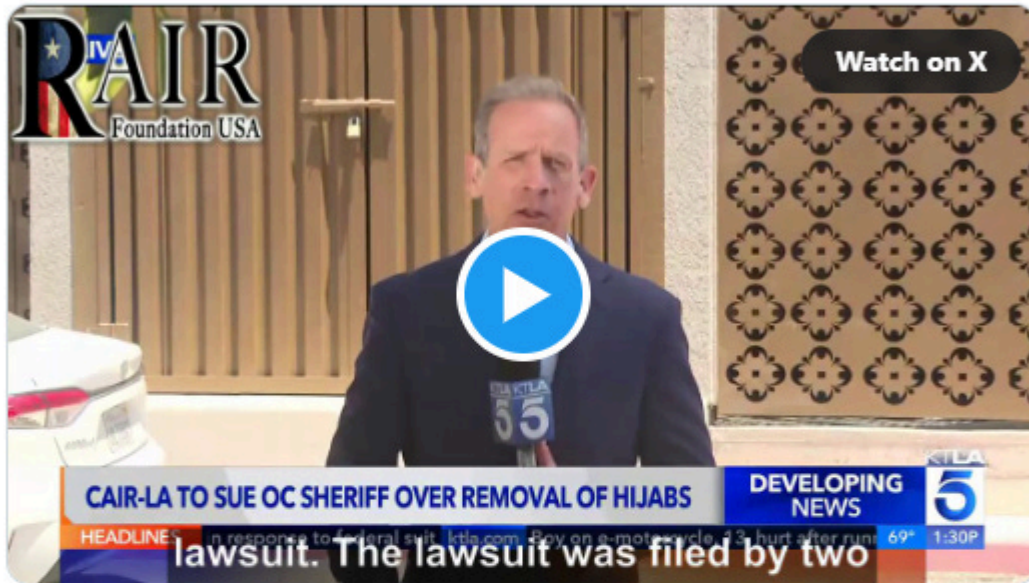 RAIR
Foundation USA
Watch on X
KTLA
5 5
KTLA
5
CAIR-LA TO SUE OC SHERIFF OVER REMOVAL OF HIJABS
DEVELOPING
NEWS
HEADLINES
n response to federal suit ktla.com Boy on e-motorcycle, 13, hurt after runn
69° 1:30P
lawsuit. The lawsuit was filed by two